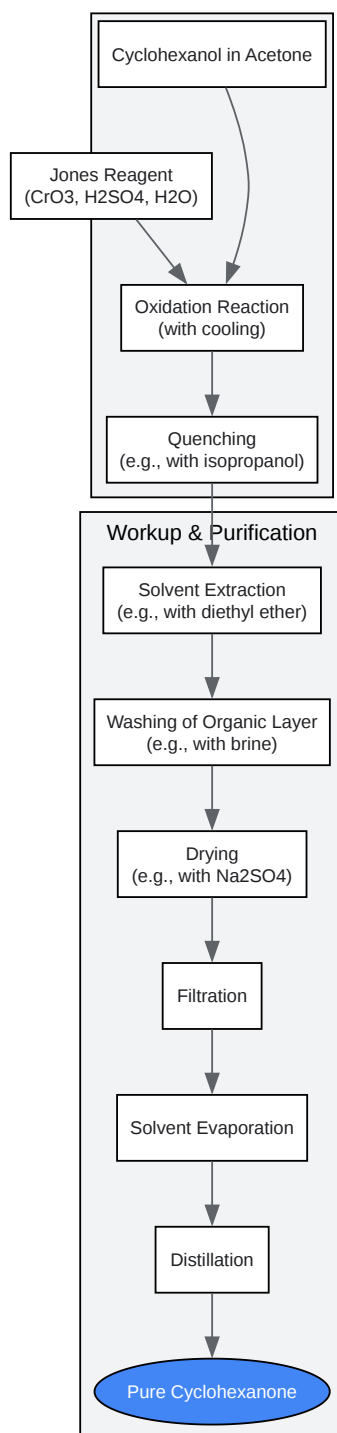 Cyclohexanol in Acetone
Jones Reagent
(CrO3, H2SO4, H2O)
Oxidation Reaction
(with cooling)
Quenching
(e.g., with isopropanol)
Workup & Purification
Solvent Extraction
(e.g., with diethyl ether)
Washing of Organic Layer
(e.g., with brine)
Drying
(e.g., with Na2SO4)
Filtration
Solvent Evaporation
Distillation
Pure Cyclohexanone